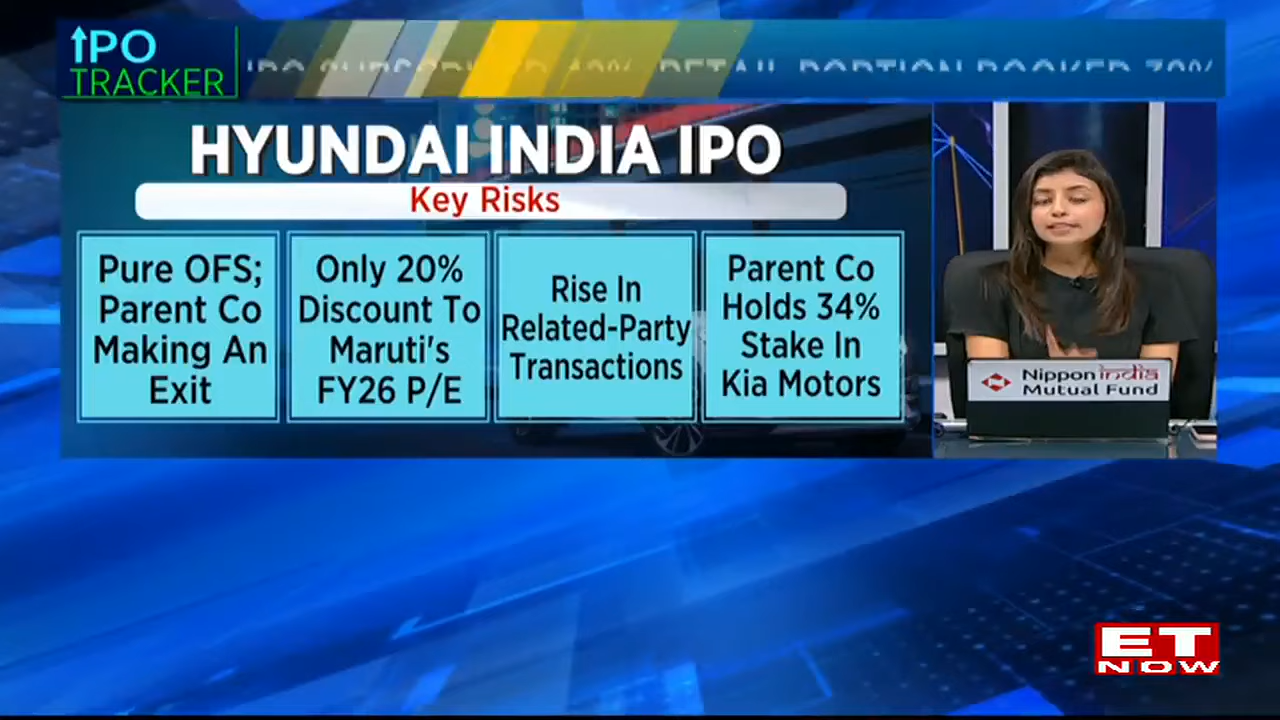 IPO
TRACKER
HYUNDAI INDIA IPO
Key Risks
Pure OFS;
Parent Co
Making An
Exit
Only 20%
Discount To
Maruti's
FY26 P/E
Rise In
Related-Party
Transactions
Parent Co
Holds 34%
Stake In
Kia Motors
Nippon india
Mutual Fund
ET
NOW